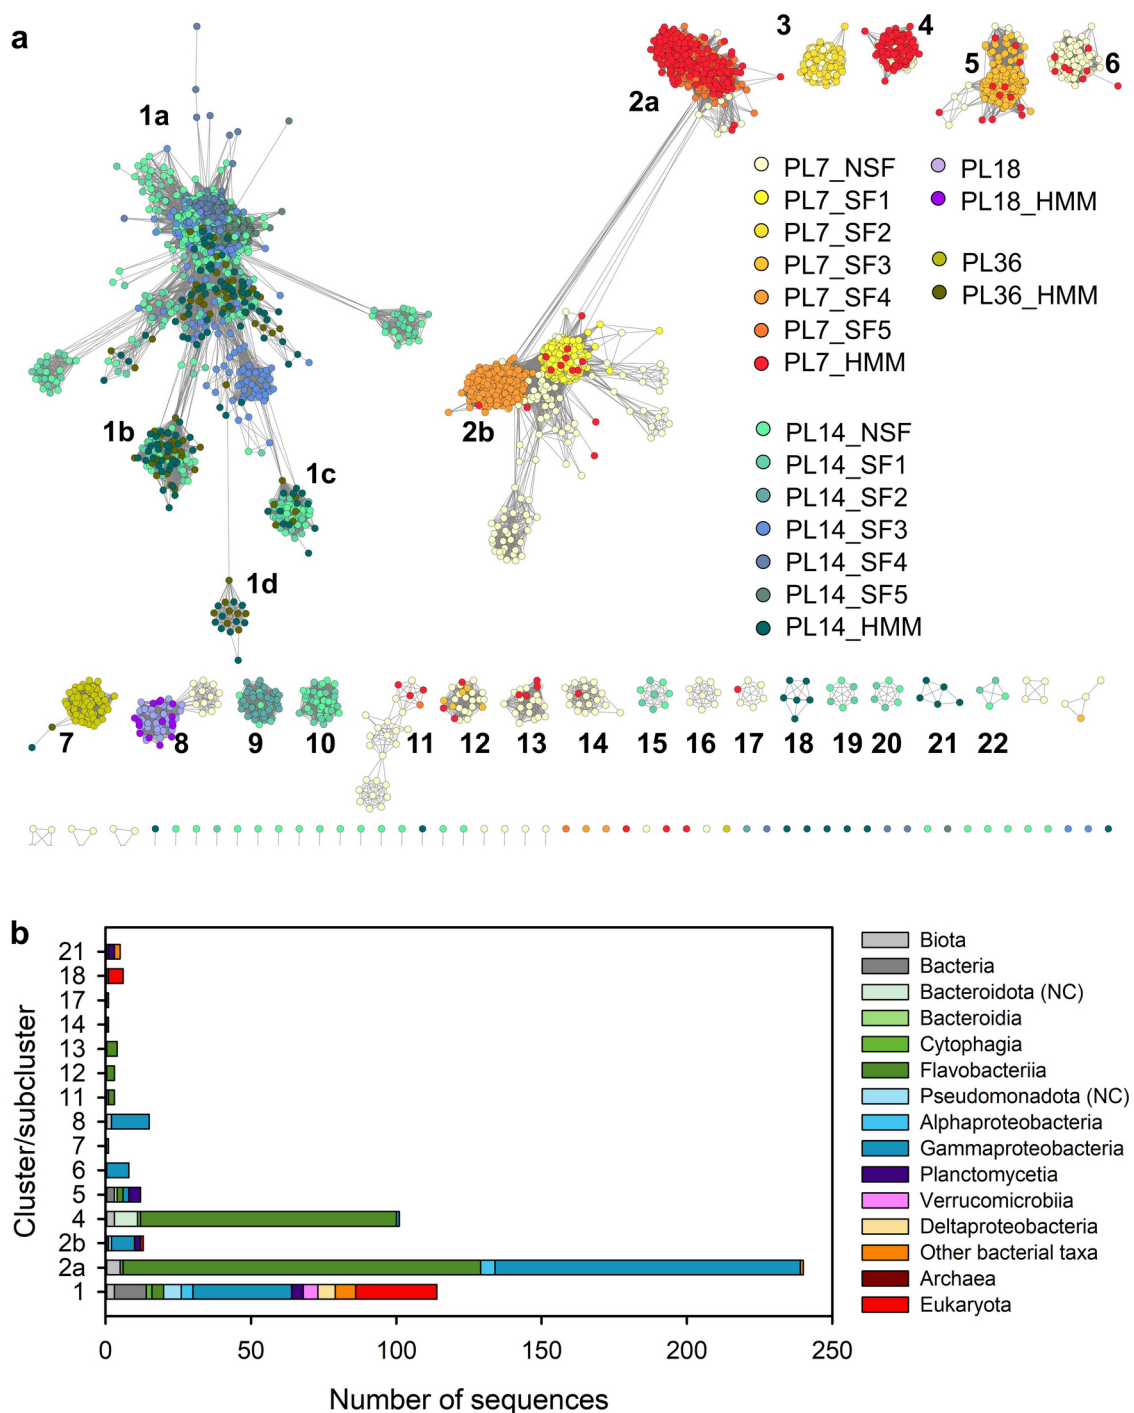 a
1a
1b
1c
1d
2a
2b
3
4
5
6
PL7_NSF
PL7_SF1
PL7_SF2
PL7_SF3
PL7_SF4
PL7_SF5
PL7_HMM
PL18
PL18_HMM
PL36
PL36_HMM
PL14_NSF
PL14_SF1
PL14_SF2
PL14_SF3
PL14_SF4
PL14_SF5
PL14_HMM
7 8 9 10 11 12 13 14 15 16 17 18 19 20 21 22
b
Cluster/subcluster
21
18
17
14
13
12
11
8
7
6
5
4
2b
2a
1
0 50 100 150 200 250
Number of sequences
Biota
Bacteria
Bacteroidota (NC)
Bacteroidia
Cytophagia
Flavobacteriia
Pseudomonadota (NC)
Alphaproteobacteria
Gammaproteobacteria
Planctomycetia
Verrucomicrobiia
Deltaproteobacteria
Other bacterial taxa
Archaea
Eukaryota